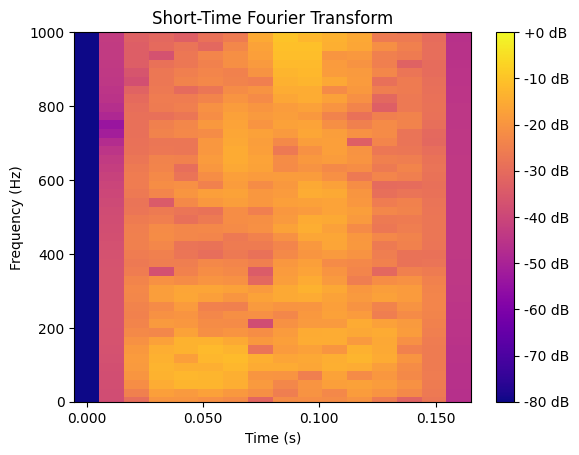 Short-Time Fourier Transform
1000
800
600
400
200
0
Frequency (Hz)
0.000
0.050
0.100
0.150
Time (s)
+0 dB
-10 dB
-20 dB
-30 dB
-40 dB
-50 dB
-60 dB
-70 dB
-80 dB